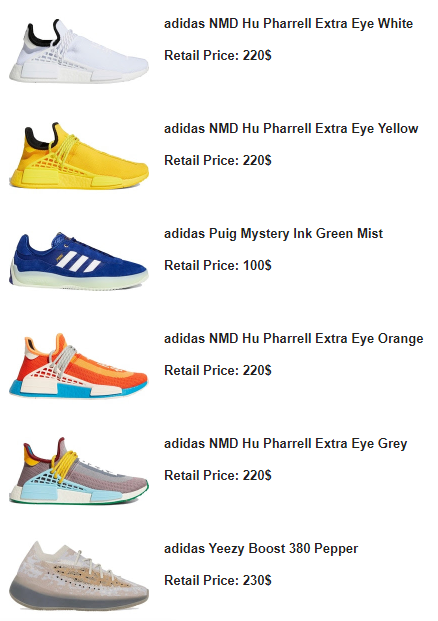 adidas NMD Hu Pharrell Extra Eye White
Retail Price: 220$
adidas NMD Hu Pharrell Extra Eye Yellow
Retail Price: 220$
adidas Puig Mystery Ink Green Mist
Retail Price: 100$
adidas NMD Hu Pharrell Extra Eye Orange
Retail Price: 220$
adidas NMD Hu Pharrell Extra Eye Grey
Retail Price: 220$
adidas Yeezy Boost 380 Pepper
Retail Price: 230$